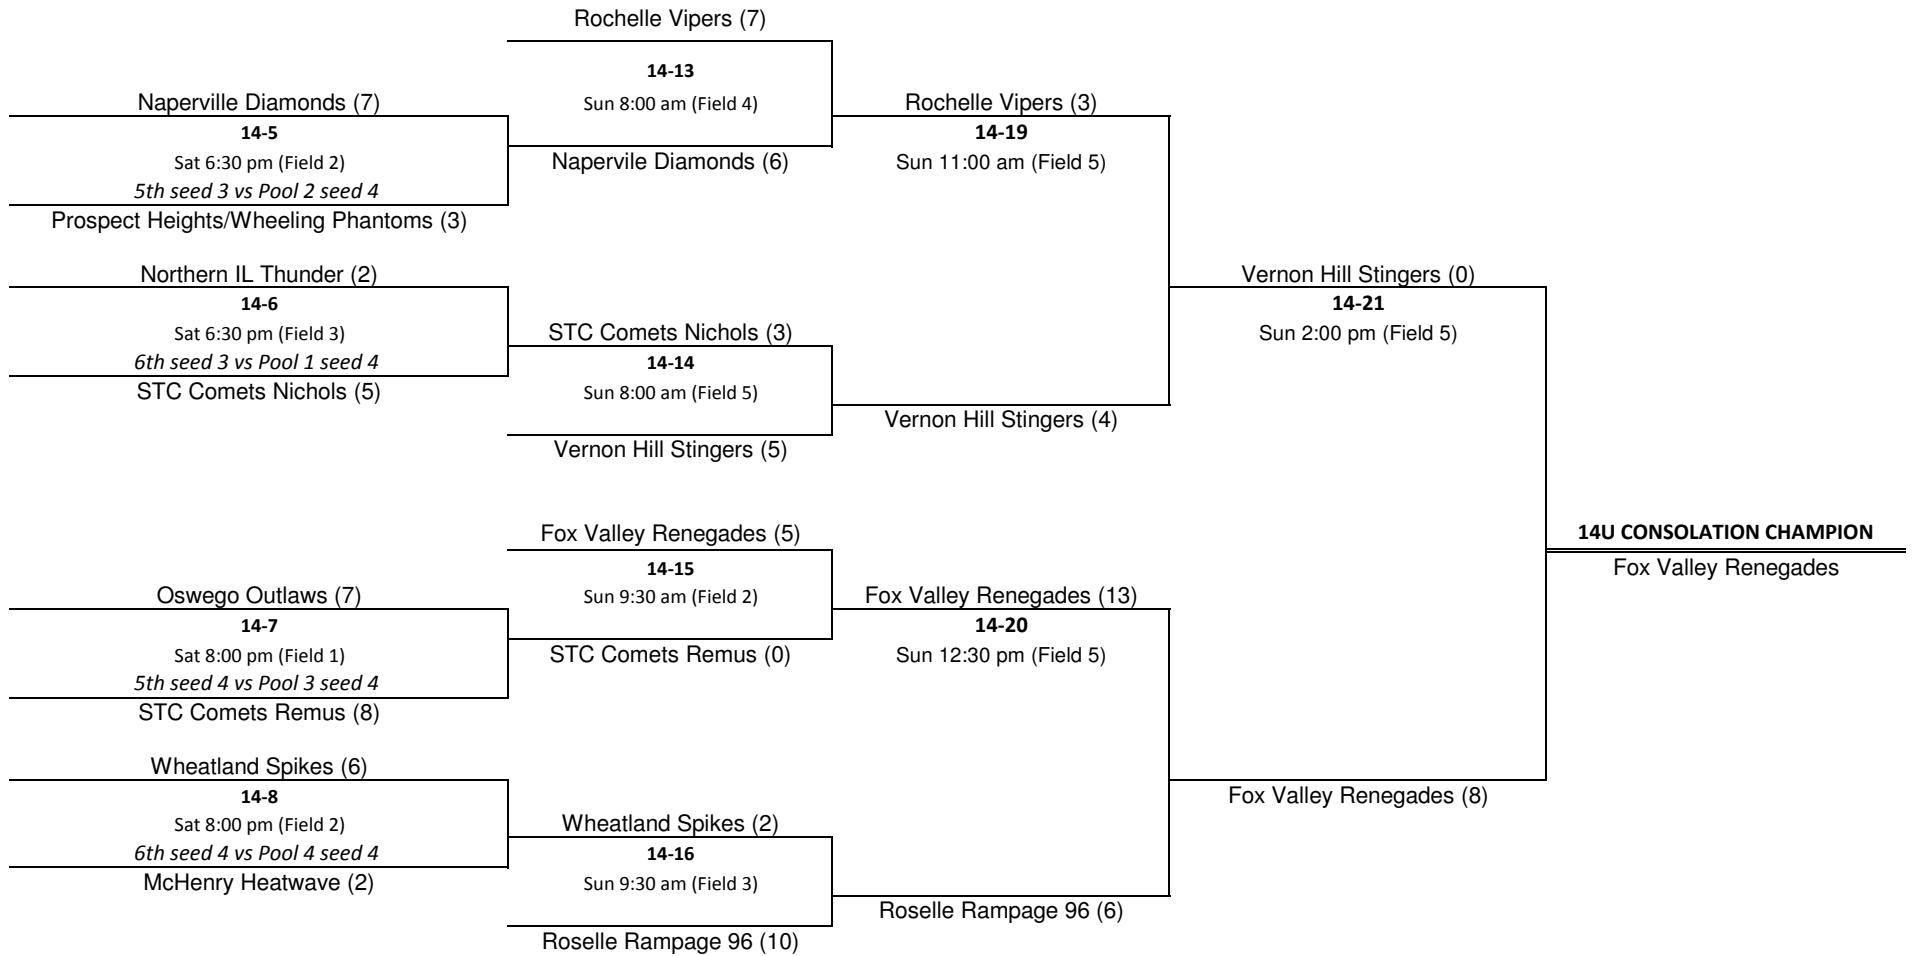 Rochelle Vipers (7)
14-13
Naperville Diamonds (7)
Sun 8:00 am (Field 4)
Rochelle Vipers (3)
14-5
14-19
Sat 6:30 pm (Field 2)
Napervile Diamonds (6)
Sun 11:00 am (Field 5)
5th seed 3 vs Pool 2 seed 4
Prospect Heights/Wheeling Phantoms (3)
Northern IL Thunder (2)
Vernon Hill Stingers (0)
14-6
14-21
Sat 6:30 pm (Field 3)
STC Comets Nichols (3)
Sun 2:00 pm (Field 5)
6th seed 3 vs Pool 1 seed 4
14-14
STC Comets Nichols (5)
Sun 8:00 am (Field 5)
Vernon Hill Stingers (4)
Vernon Hill Stingers (5)
Fox Valley Renegades (5)
14U CONSOLATION CHAMPION
14-15
Fox Valley Renegades
Oswego Outlaws (7)
Sun 9:30 am (Field 2)
Fox Valley Renegades (13)
14-7
14-20
Sat 8:00 pm (Field 1)
STC Comets Remus (0)
Sun 12:30 pm (Field 5)
5th seed 4 vs Pool 3 seed 4
STC Comets Remus (8)
Wheatland Spikes (6)
14-8
Fox Valley Renegades (8)
Sat 8:00 pm (Field 2)
Wheatland Spikes (2)
6th seed 4 vs Pool 4 seed 4
14-16
McHenry Heatwave (2)
Sun 9:30 am (Field 3)
Roselle Rampage 96 (6)
Roselle Rampage 96 (10)